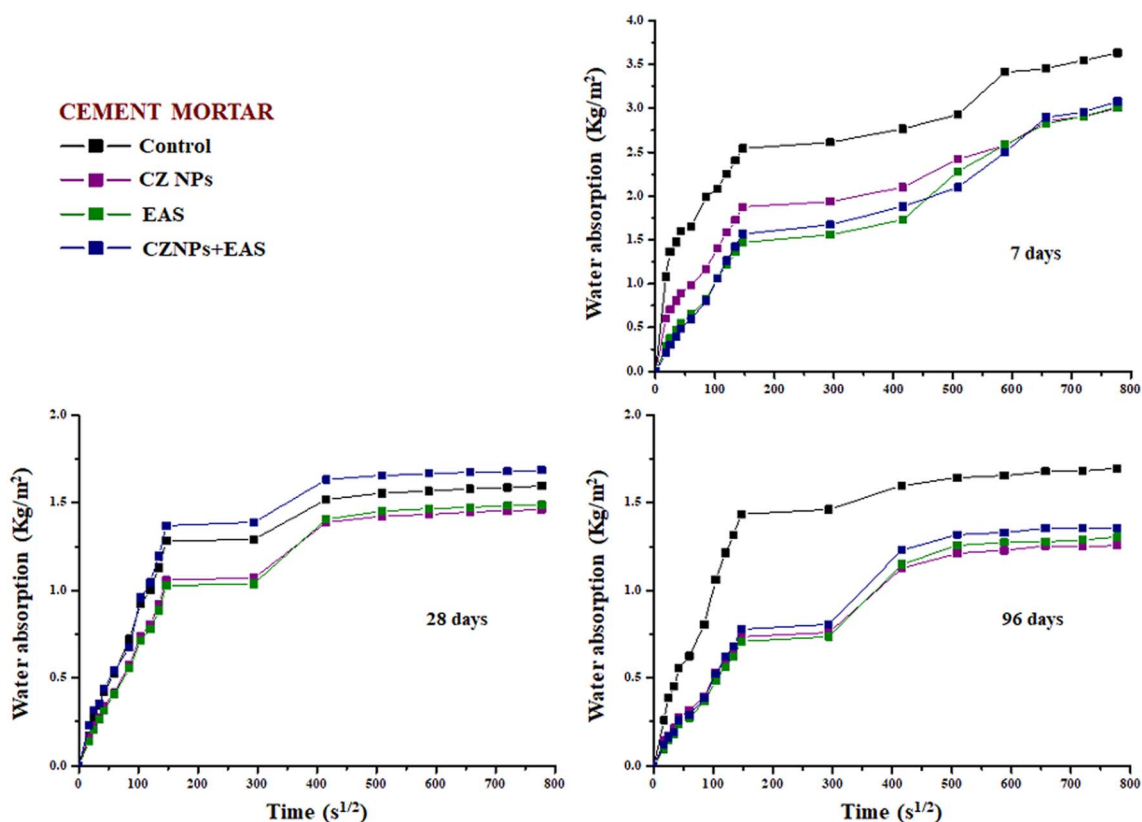 CEMENT MORTAR
Control
CZ NPs
EAS
CZNPs+EAS
Water absorption (Kg/m²)
4.0
3.5
3.0
2.5
2.0
1.5
1.0
0.5
0.0
7 days
0 100 200 300 400 500 600 700 800
Water absorption (Kg/m²)
2.0
1.5
1.0
0.5
0.0
28 days
0 100 200 300 400 500 600 700 800
Time (s^1/2)
Water absorption (Kg/m²)
2.0
1.5
1.0
0.5
0.0
96 days
0 100 200 300 400 500 600 700 800
Time (s^1/2)